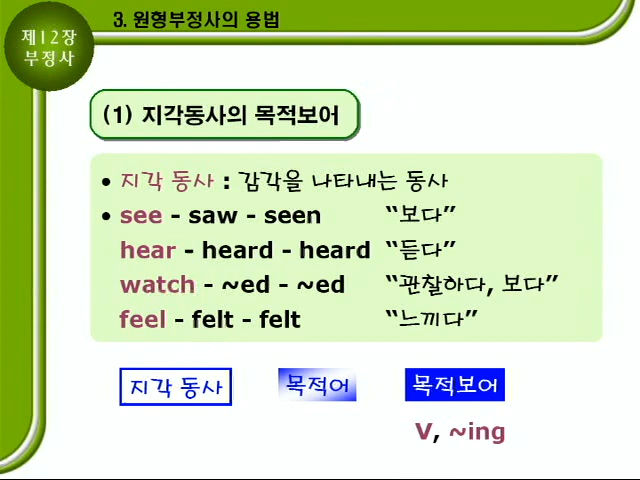 제12장
부정사
3. 원형부정사의 용법
(1) 지각동사의 목적보어
• 지각 동사 : 감각을 나타내는 동사
• see - saw - seen “보다”
hear - heard - heard “듣다”
watch - ~ed - ~ed “관찰하다, 보다”
feel - felt - felt “느끼다”
지각 동사 목적어 목적보어
V, ~ing